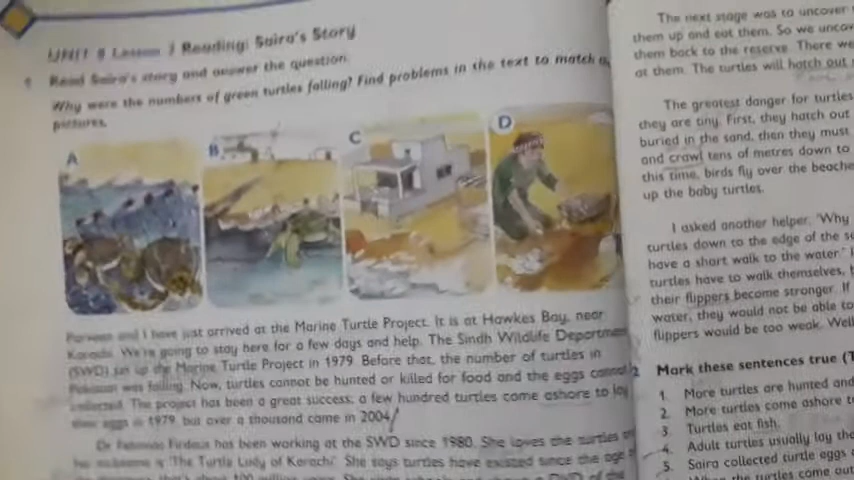 UNIT 8 Lesson 3 Reading: Saira's Story
Read Saira's story and answer the question.
Why were the numbers of green turtles falling? Find problems in the text to match
pictures.
A
B
C
D
Parveen and I have just arrived at the Marine Turtle Project. It is at Hawkes Bay, near
Karachi. We're going to stay here for a few days and help. The Sindh Wildlife
(SWD) set up the Marine Turtle Project in 1979. Before that, the number of turtles in
Pakistan was falling. Now, turtles cannot be hunted or killed for food and the eggs
collected. The project has been a great success; a few hundred turtles came ashore to lay
their eggs in 1979, but over a thousand came in 2004
Dr Firdous has been working at the SWD since 1980. She loves the turtles
nickname is 'The Turtle Lady of Karachi'. She says turtles have existed since the age
that's about 100 million years.
The next stage was to uncover
them up and eat them. So we
them back to the reserve. There
at them. The turtles will hatch out
The greatest danger for turtles
they are tiny. First, they hatch out
buried in the sand, then they must
and crawl tens of metres down to
this time, birds fly over the
up the baby turtles.
I asked another helper, 'Why
turtles down to the edge of the
have a short walk to the water.'
turtles have to walk themselves,
their flippers become stronger. If
water, they would not be able to
flippers would be too weak.
2 Mark these sentences true
1. More turtles are hunted and
2. More turtles come ashore
3. Turtles eat fish.
4. Adult turtles usually lay
5. Saira collected turtle eggs
the turtles come out